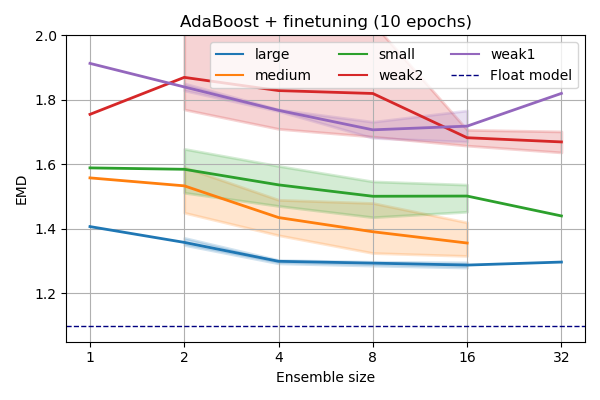 AdaBoost + finetuning (10 epochs)
large small weak1
medium weak2 Float model
2.0
1.8
1.6
1.4
1.2
EMD
1 2 4 8 16 32
Ensemble size